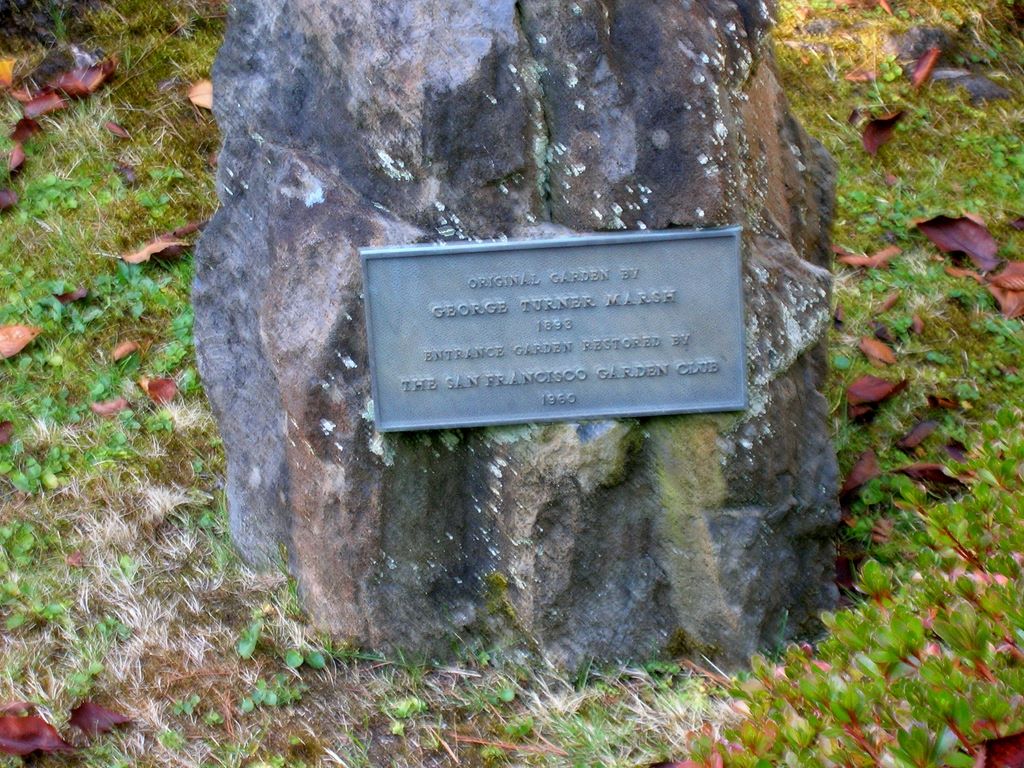 ORIGINAL GARDEN BY
GEORGE TURNER MARSH
1893
ENTRANCE GARDEN RESTORED BY
THE SAN FRANCISCO GARDEN CLUB
1960